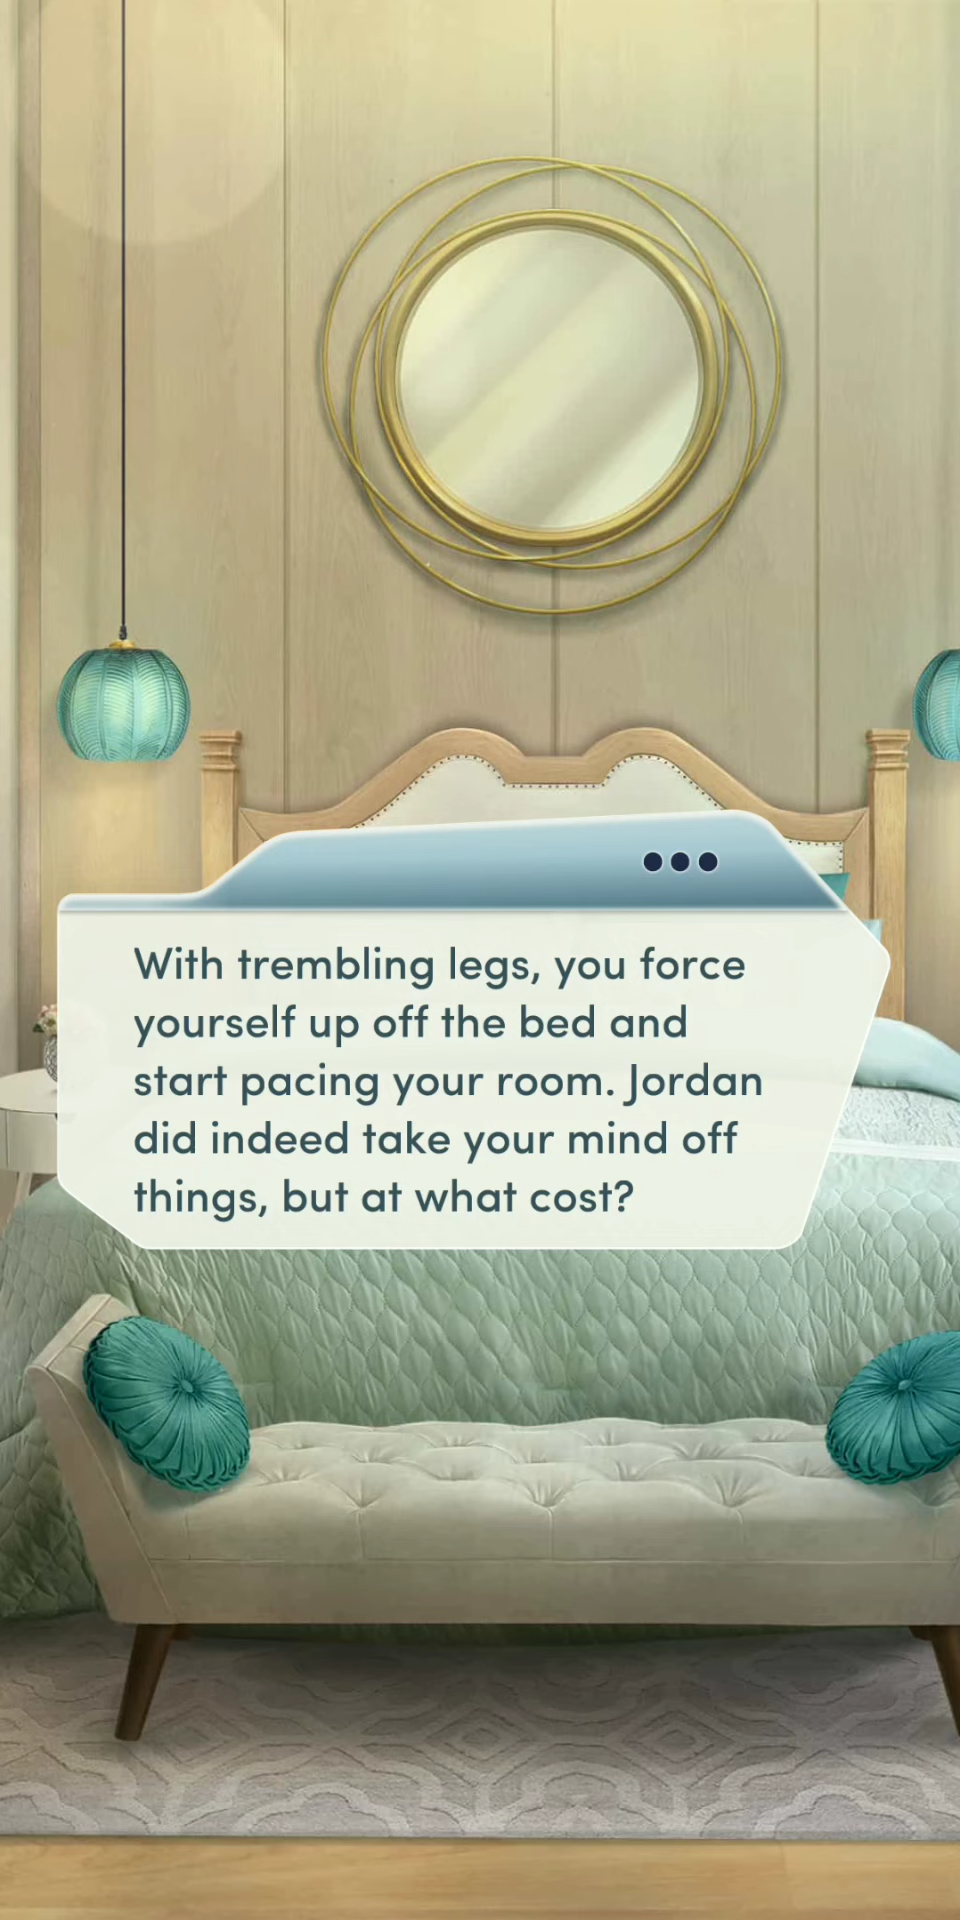 With trembling legs, you force
yourself up off the bed and
start pacing your room. Jordan
did indeed take your mind off
things, but at what cost?